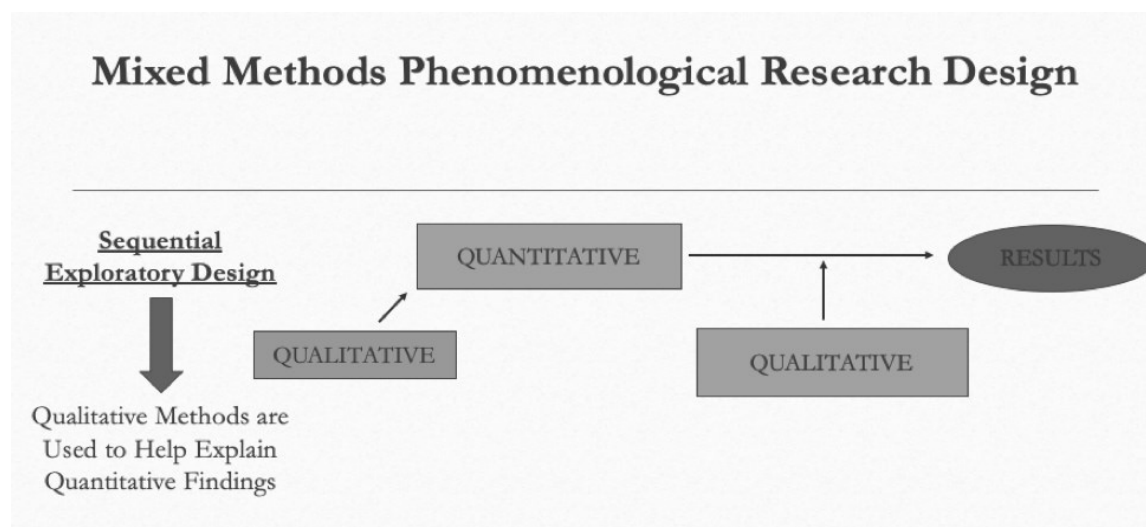 Mixed Methods Phenomenological Research Design
Sequential
Exploratory Design
Qualitative Methods are
Used to Help Explain
Quantitative Findings
QUALITATIVE
QUANTITATIVE
QUALITATIVE
RESULTS